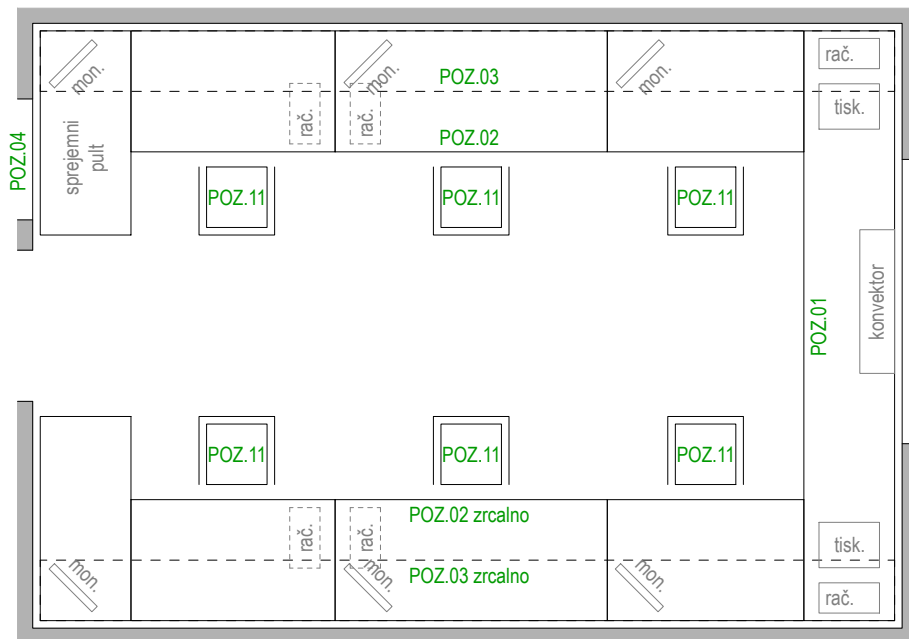 mon.
mon.
POZ.03
mon.
rač.
rač.
rač.
tisk.
POZ.02
POZ.04
sprejemni
pult
POZ.11
POZ.11
POZ.11
konvektor
POZ.01
POZ.11
POZ.11
POZ.11
rač.
rač.
POZ.02 zrcalno
tisk.
mon.
mon.
POZ.03 zrcalno
mon.
rač.